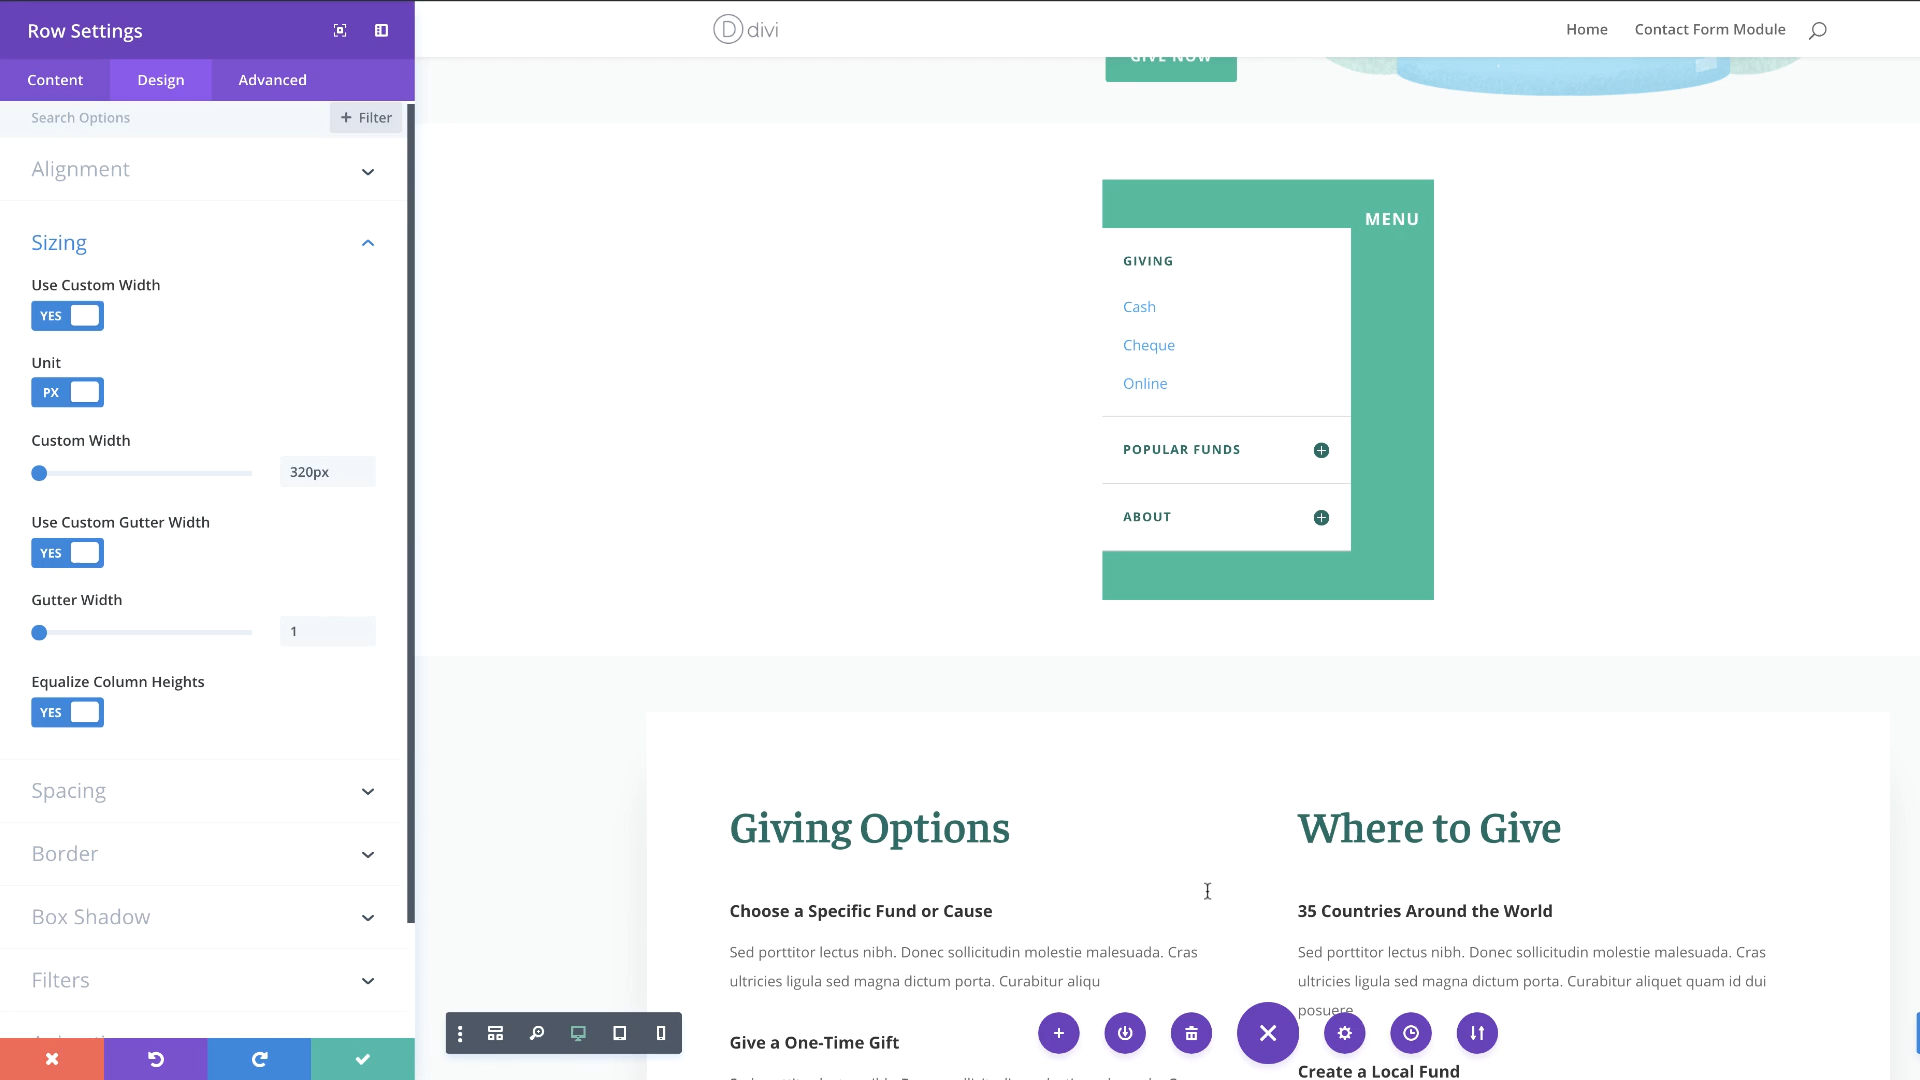 Row Settings
Content
Design
Advanced
Search Options
+ Filter
Alignment
Sizing
Use Custom Width
YES
Unit
PX
Custom Width
320px
Use Custom Gutter Width
YES
Gutter Width
1
Equalize Column Heights
YES
Spacing
Border
Box Shadow
Filters
D divi
Home
Contact Form Module
GIVE NOW
MENU
GIVING
Cash
Cheque
Online
POPULAR FUNDS
ABOUT
Giving Options
Choose a Specific Fund or Cause
Sed porttitor lectus nibh. Donec sollicitudin molestie malesuada. Cras
ultricies ligula sed magna dictum porta. Curabitur aliqu
Give a One-Time Gift
Where to Give
35 Countries Around the World
Sed porttitor lectus nibh. Donec sollicitudin molestie malesuada. Cras
ultricies ligula sed magna dictum porta. Curabitur aliquet quam id dui
posuere
Create a Local Fund